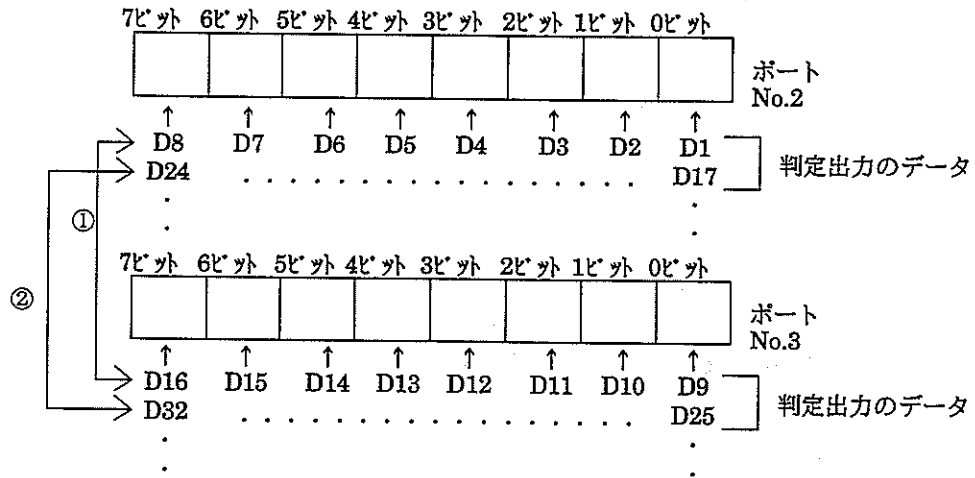 7ビット 6ビット 5ビット 4ビット 3ビット 2ビット 1ビット 0ビット
ポート
No.2
↑ ↑ ↑ ↑ ↑ ↑ ↑ ↑
D8 D7 D6 D5 D4 D3 D2 D1
D24 . . . . . . . . . . . . . . . . . D17
判定出力のデータ
①
②
7ビット 6ビット 5ビット 4ビット 3ビット 2ビット 1ビット 0ビット
ポート
No.3
↑ ↑ ↑ ↑ ↑ ↑ ↑ ↑
D16 D15 D14 D13 D12 D11 D10 D9
D32 . . . . . . . . . . . . . . . . . D25
判定出力のデータ